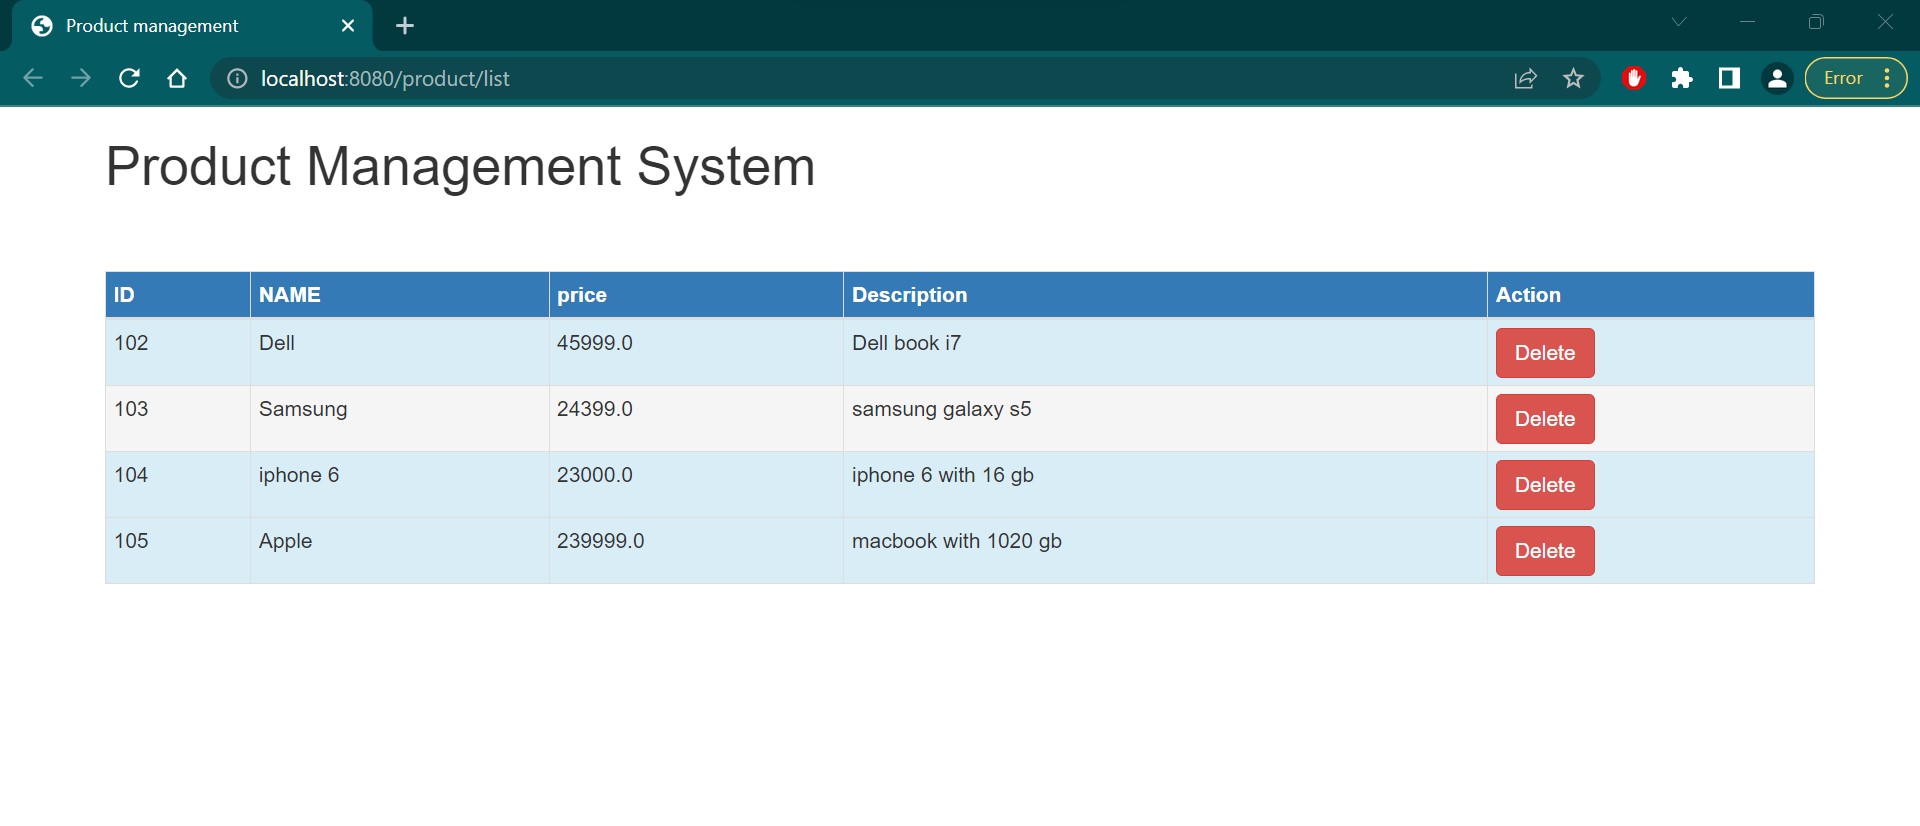 Product management
localhost:8080/product/list
Error
Product Management System
ID NAME price Description Action
102 Dell 45999.0 Dell book i7 Delete
103 Samsung 24399.0 samsung galaxy s5 Delete
104 iphone 6 23000.0 iphone 6 with 16 gb Delete
105 Apple 239999.0 macbook with 1020 gb Delete